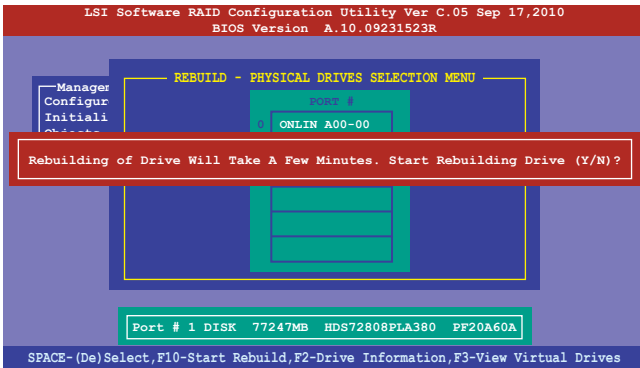 LSI Software RAID Configuration Utility Ver C.05 Sep 17,2010
BIOS Version A.10.09231523R
REBUILD - PHYSICAL DRIVES SELECTION MENU
Managem
Configur
PORT #
Initiali
0 ONLIN A00-00
Rebuilding of Drive Will Take A Few Minutes. Start Rebuilding Drive (Y/N)?
Port # 1 DISK 77247MB HDS72808PLA380 PF20A60A
SPACE-(De)Select,F10-Start Rebuild,F2-Drive Information,F3-View Virtual Drives